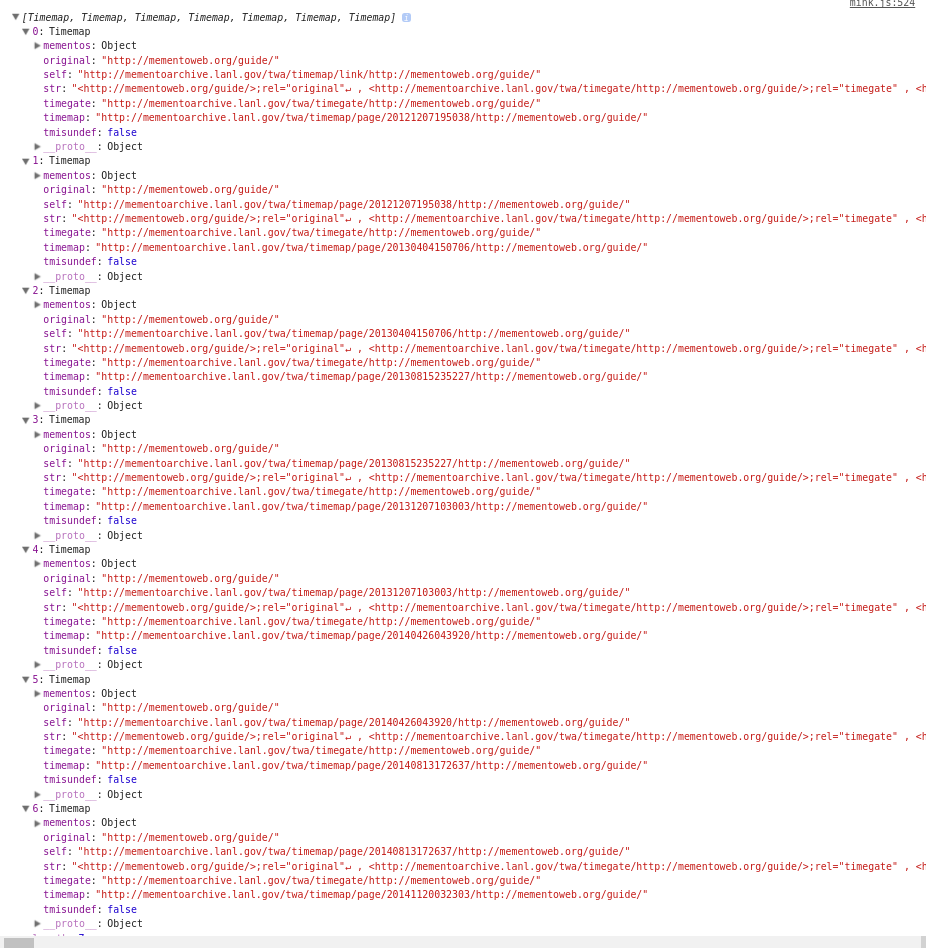 mink.js:524
[Timemap, Timemap, Timemap, Timemap, Timemap, Timemap, Timemap]
0: Timemap
mementos: Object
original: "http://mementoweb.org/guide/"
self: "http://mementoarchive.lanl.gov/twa/timemap/link/http://mementoweb.org/guide/"
str: "<http://mementoweb.org/guide/>;rel="original"↵ , <http://mementoarchive.lanl.gov/twa/timegate/http://mementoweb.org/guide/>;rel="timegate" , <h
timegate: "http://mementoarchive.lanl.gov/twa/timegate/http://mementoweb.org/guide/"
timemap: "http://mementoarchive.lanl.gov/twa/timemap/page/20121207195038/http://mementoweb.org/guide/"
tmisundef: false
__proto__: Object
1: Timemap
mementos: Object
original: "http://mementoweb.org/guide/"
self: "http://mementoarchive.lanl.gov/twa/timemap/page/20121207195038/http://mementoweb.org/guide/"
str: "<http://mementoweb.org/guide/>;rel="original"↵ , <http://mementoarchive.lanl.gov/twa/timegate/http://mementoweb.org/guide/>;rel="timegate" , <h
timegate: "http://mementoarchive.lanl.gov/twa/timegate/http://mementoweb.org/guide/"
timemap: "http://mementoarchive.lanl.gov/twa/timemap/page/20130404150706/http://mementoweb.org/guide/"
tmisundef: false
__proto__: Object
2: Timemap
mementos: Object
original: "http://mementoweb.org/guide/"
self: "http://mementoarchive.lanl.gov/twa/timemap/page/20130404150706/http://mementoweb.org/guide/"
str: "<http://mementoweb.org/guide/>;rel="original"↵ , <http://mementoarchive.lanl.gov/twa/timegate/http://mementoweb.org/guide/>;rel="timegate" , <h
timegate: "http://mementoarchive.lanl.gov/twa/timegate/http://mementoweb.org/guide/"
timemap: "http://mementoarchive.lanl.gov/twa/timemap/page/20130815235227/http://mementoweb.org/guide/"
tmisundef: false
__proto__: Object
3: Timemap
mementos: Object
original: "http://mementoweb.org/guide/"
self: "http://mementoarchive.lanl.gov/twa/timemap/page/20130815235227/http://mementoweb.org/guide/"
str: "<http://mementoweb.org/guide/>;rel="original"↵ , <http://mementoarchive.lanl.gov/twa/timegate/http://mementoweb.org/guide/>;rel="timegate" , <h
timegate: "http://mementoarchive.lanl.gov/twa/timegate/http://mementoweb.org/guide/"
timemap: "http://mementoarchive.lanl.gov/twa/timemap/page/20131207103003/http://mementoweb.org/guide/"
tmisundef: false
__proto__: Object
4: Timemap
mementos: Object
original: "http://mementoweb.org/guide/"
self: "http://mementoarchive.lanl.gov/twa/timemap/page/20131207103003/http://mementoweb.org/guide/"
str: "<http://mementoweb.org/guide/>;rel="original"↵ , <http://mementoarchive.lanl.gov/twa/timegate/http://mementoweb.org/guide/>;rel="timegate" , <h
timegate: "http://mementoarchive.lanl.gov/twa/timegate/http://mementoweb.org/guide/"
timemap: "http://mementoarchive.lanl.gov/twa/timemap/page/20140426043920/http://mementoweb.org/guide/"
tmisundef: false
__proto__: Object
5: Timemap
mementos: Object
original: "http://mementoweb.org/guide/"
self: "http://mementoarchive.lanl.gov/twa/timemap/page/20140426043920/http://mementoweb.org/guide/"
str: "<http://mementoweb.org/guide/>;rel="original"↵ , <http://mementoarchive.lanl.gov/twa/timegate/http://mementoweb.org/guide/>;rel="timegate" , <h
timegate: "http://mementoarchive.lanl.gov/twa/timegate/http://mementoweb.org/guide/"
timemap: "http://mementoarchive.lanl.gov/twa/timemap/page/20140813172637/http://mementoweb.org/guide/"
tmisundef: false
__proto__: Object
6: Timemap
mementos: Object
original: "http://mementoweb.org/guide/"
self: "http://mementoarchive.lanl.gov/twa/timemap/page/20140813172637/http://mementoweb.org/guide/"
str: "<http://mementoweb.org/guide/>;rel="original"↵ , <http://mementoarchive.lanl.gov/twa/timegate/http://mementoweb.org/guide/>;rel="timegate" , <h
timegate: "http://mementoarchive.lanl.gov/twa/timegate/http://mementoweb.org/guide/"
timemap: "http://mementoarchive.lanl.gov/twa/timemap/page/20141120032303/http://mementoweb.org/guide/"
tmisundef: false
__proto__: Object